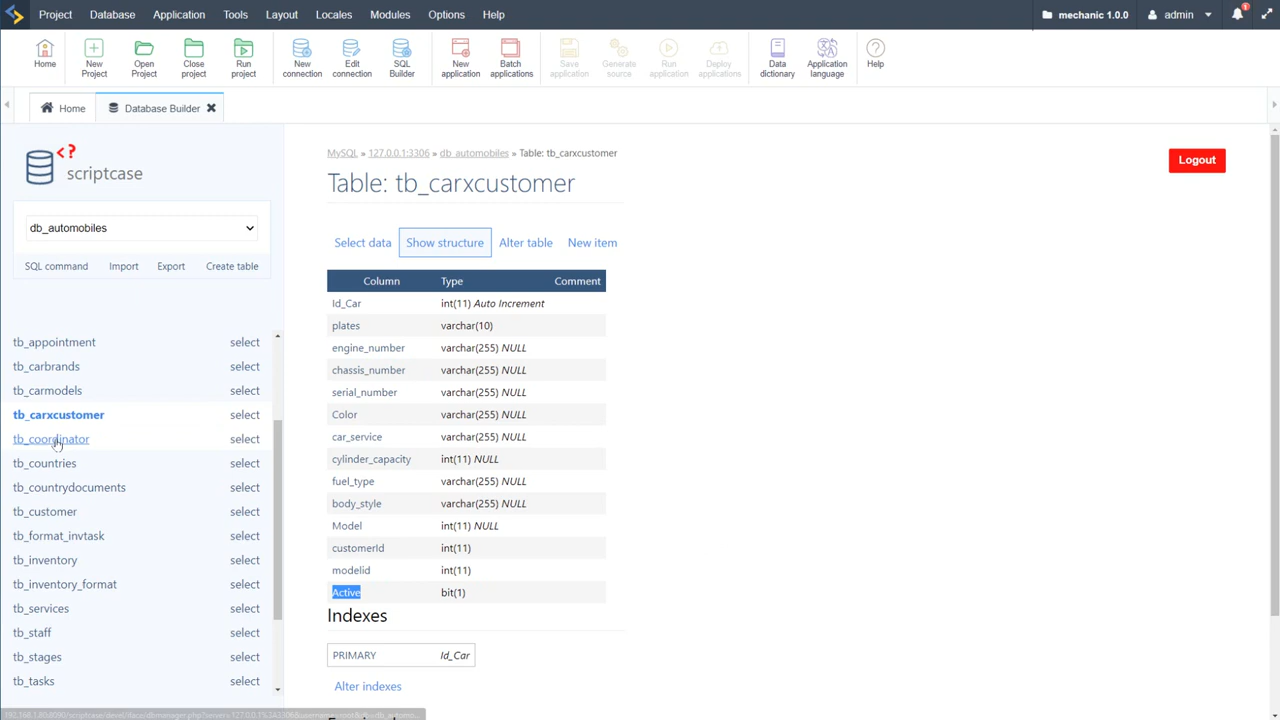 Project Database Application Tools Layout Locales Modules Options Help mechanic 1.0.0 admin 1
Home New Project Open Project Close project Run project New connection Edit connection SQL Builder New application Batch applications Save application Generate source Run application Deploy applications Data dictionary Application language Help
Home Database Builder
<? scriptcase
db_automobiles
SQL command Import Export Create table
tb_appointment select
tb_carbrands select
tb_carmodels select
tb_carxcustomer select
tb_coordinator select
tb_countries select
tb_countrydocuments select
tb_customer select
tb_format_invtask select
tb_inventory select
tb_inventory_format select
tb_services select
tb_staff select
tb_stages select
tb_tasks select
MySQL » 127.0.0.1:3306 » db_automobiles » Table: tb_carxcustomer
Logout
Table: tb_carxcustomer
Select data Show structure Alter table New item
Column Type Comment
Id_Car int(11) Auto Increment
plates varchar(10)
engine_number varchar(255) NULL
chassis_number varchar(255) NULL
serial_number varchar(255) NULL
Color varchar(255) NULL
car_service varchar(255) NULL
cylinder_capacity int(11) NULL
fuel_type varchar(255) NULL
body_style varchar(255) NULL
Model int(11) NULL
customerId int(11)
modelid int(11)
Active bit(1)
Indexes
PRIMARY Id_Car
Alter indexes